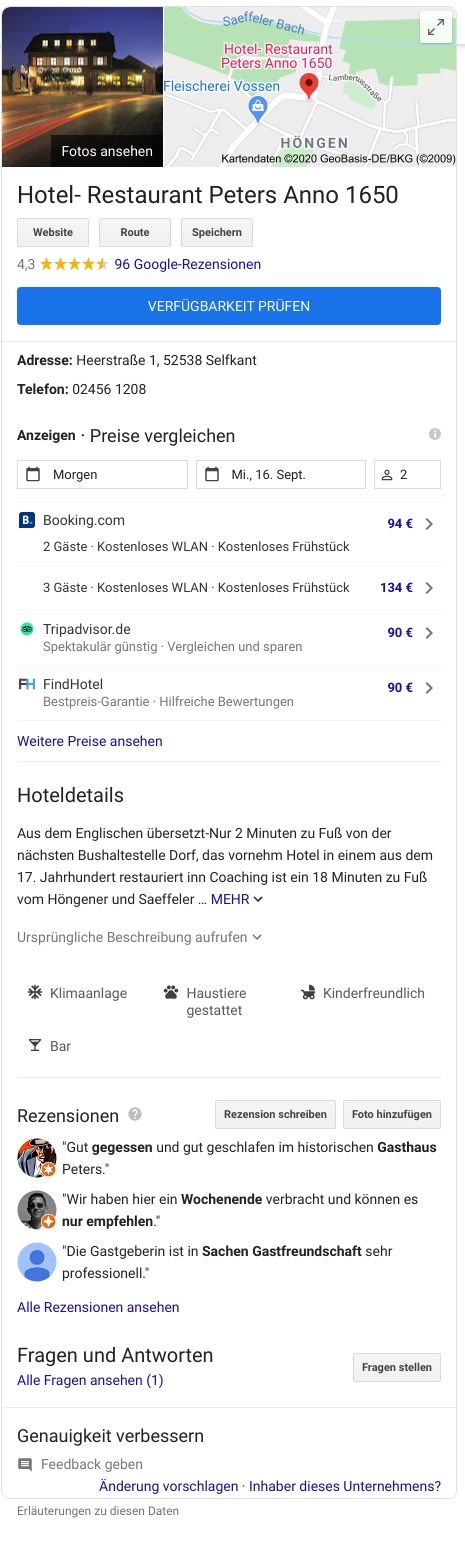 Saeffeler Bach
Hotel- Restaurant
Peters Anno 1650
Lambertusstraße
Fleischerei Vossen
HÖNGEN
Fotos ansehen
Kartendaten ©2020 GeoBasis-DE/BKG (©2009)
Hotel- Restaurant Peters Anno 1650
Website Route Speichern
4,3 96 Google-Rezensionen
VERFÜGBARKEIT PRÜFEN
Adresse: Heerstraße 1, 52538 Selfkant
Telefon: 02456 1208
Anzeigen · Preise vergleichen
Morgen Mi., 16. Sept. 2
B. Booking.com 94 €
2 Gäste · Kostenloses WLAN · Kostenloses Frühstück
3 Gäste · Kostenloses WLAN · Kostenloses Frühstück 134 €
Tripadvisor.de 90 €
Spektakulär günstig · Vergleichen und sparen
FH FindHotel 90 €
Bestpreis-Garantie · Hilfreiche Bewertungen
Weitere Preise ansehen
Hoteldetails
Aus dem Englischen übersetzt-Nur 2 Minuten zu Fuß von der
nächsten Bushaltestelle Dorf, das vornehm Hotel in einem aus dem
17. Jahrhundert restauriert inn Coaching ist ein 18 Minuten zu Fuß
vom Höngener und Saeffeler ... MEHR
Ursprüngliche Beschreibung aufrufen
Klimaanlage Haustiere gestattet Kinderfreundlich
Bar
Rezensionen ? Rezension schreiben Foto hinzufügen
"Gut gegessen und gut geschlafen im historischen Gasthaus
Peters."
"Wir haben hier ein Wochenende verbracht und können es
nur empfehlen."
"Die Gastgeberin ist in Sachen Gastfreundschaft sehr
professionell."
Alle Rezensionen ansehen
Fragen und Antworten
Alle Fragen ansehen (1) Fragen stellen
Genauigkeit verbessern
Feedback geben
Änderung vorschlagen · Inhaber dieses Unternehmens?
Erläuterungen zu diesen Daten